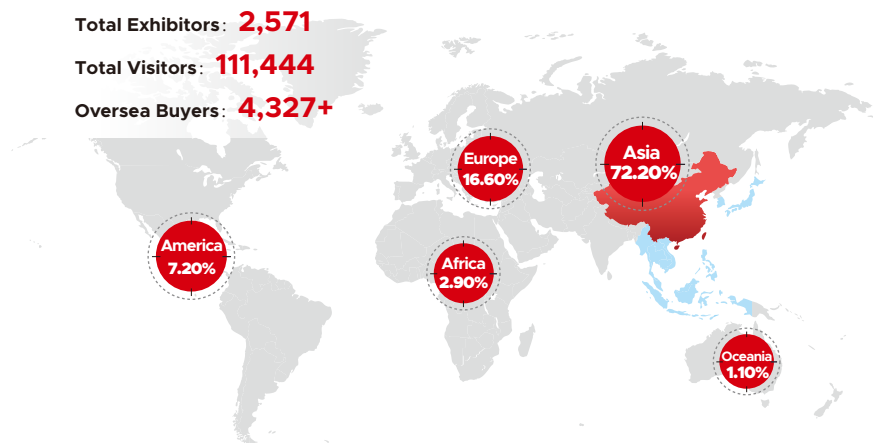 Total Exhibitors: 2,571
Total Visitors: 111,444
Oversea Buyers: 4,327+
Europe
16.60%
Asia
72.20%
America
7.20%
Africa
2.90%
Oceania
1.10%